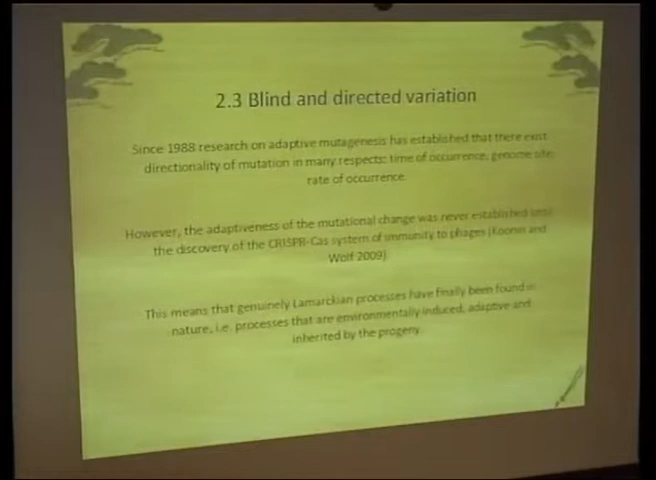 2.3 Blind and directed variation
Since 1988 research on adaptive mutagenesis has established that there exist
directionality of mutation in many respects: time of occurrence, genome site,
rate of occurrence.
However, the adaptiveness of the mutational change was never established until
the discovery of the CRISPR-Cas system of immunity to phages (Koonin and
Wolf 2009)
This means that genuinely Lamarckian processes have finally been found in
nature, i.e. processes that are environmentally induced, adaptive and
inherited by the progeny